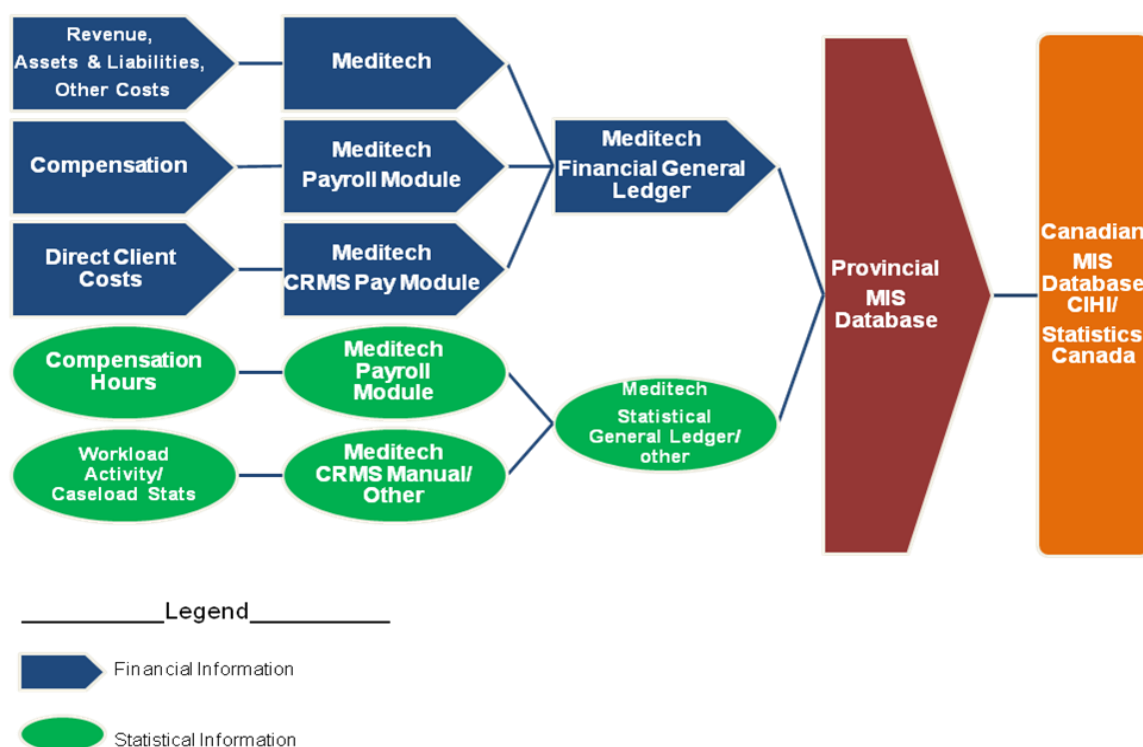 Revenue,
Assets & Liabilities,
Other Costs
Meditech
Compensation
Meditech
Payroll Module
Direct Client
Costs
Meditech
CRMS Pay Module
Meditech
Financial General
Ledger
Compensation
Hours
Meditech
Payroll
Module
Workload
Activity/
Caseload Stats
Meditech
CRMS Manual/
Other
Meditech
Statistical
General Ledger/
other
Provincial
MIS
Database
Canadian
MIS
Database
CIHI/
Statistics
Canada
Legend
Financial Information
Statistical Information